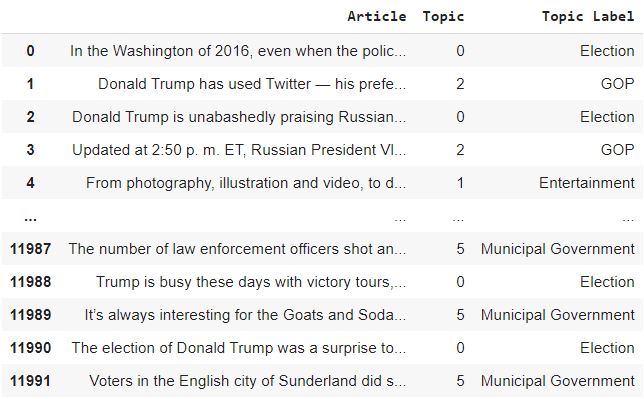 Article Topic Topic Label
0 In the Washington of 2016, even when the polic... 0 Election
1 Donald Trump has used Twitter — his prefe... 2 GOP
2 Donald Trump is unabashedly praising Russian... 0 Election
3 Updated at 2:50 p. m. ET, Russian President Vl... 2 GOP
4 From photography, illustration and video, to d... 1 Entertainment
... ... ... ...
11987 The number of law enforcement officers shot an... 5 Municipal Government
11988 Trump is busy these days with victory tours,... 0 Election
11989 It’s always interesting for the Goats and Soda... 5 Municipal Government
11990 The election of Donald Trump was a surprise to... 0 Election
11991 Voters in the English city of Sunderland did s... 5 Municipal Government